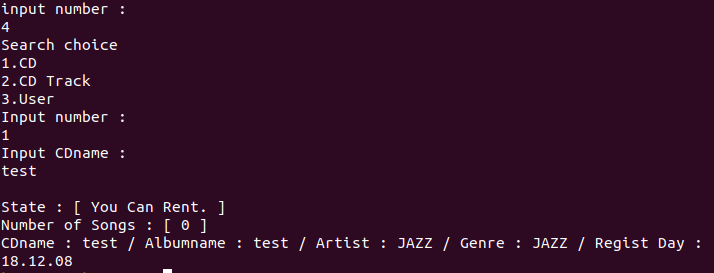 input number :
4
Search choice
1.CD
2.CD Track
3.User
Input number :
1
Input CDname :
test
State : [ You Can Rent. ]
Number of Songs : [ 0 ]
CDname : test / Albumname : test / Artist : JAZZ / Genre : JAZZ / Regist Day :
18.12.08